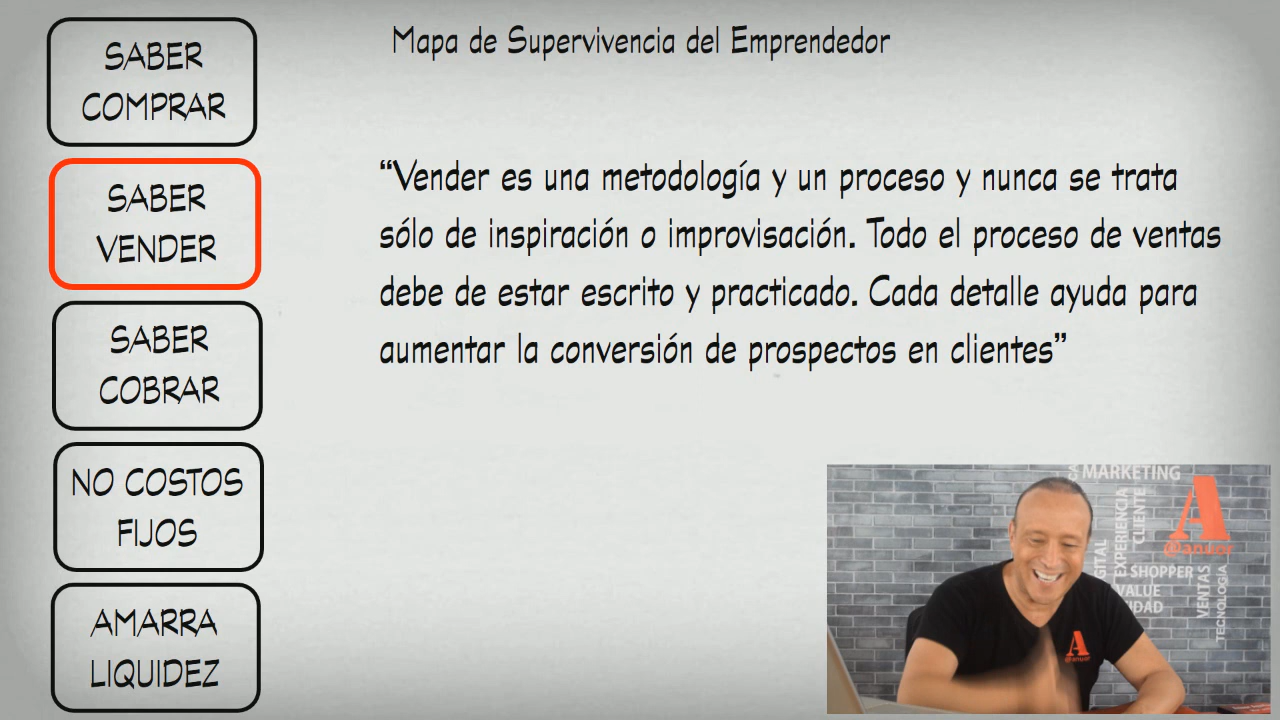 Mapa de Supervivencia del Emprendedor
SABER
COMPRAR
SABER
VENDER
SABER
COBRAR
NO COSTOS
FIJOS
AMARRA
LIQUIDEZ
“Vender es una metodología y un proceso y nunca se trata
sólo de inspiración o improvisación. Todo el proceso de ventas
debe de estar escrito y practicado. Cada detalle ayuda para
aumentar la conversión de prospectos en clientes”
MARKETING
EXPERIENCIA
CLIENTE
A
@anuor
SHOPPER
VALUE
VENTAS
TECNOLOGÍA
A
@anuor